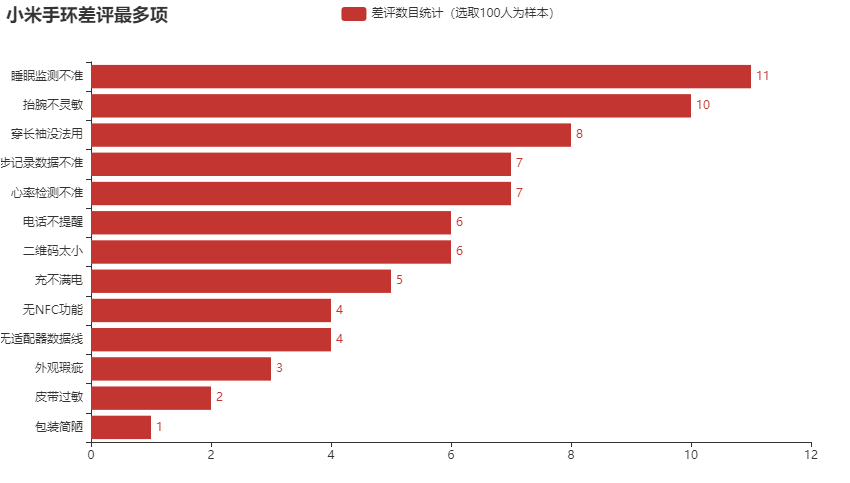 小米手环差评最多项
差评数目统计（选取100人为样本）
睡眠监测不准 11
抬腕不灵敏 10
穿长袖没法用 8
步记录数据不准 7
心率检测不准 7
电话不提醒 6
二维码太小 6
充不满电 5
无NFC功能 4
无适配器数据线 4
外观瑕疵 3
皮带过敏 2
包装简陋 1
0 2 4 6 8 10 12